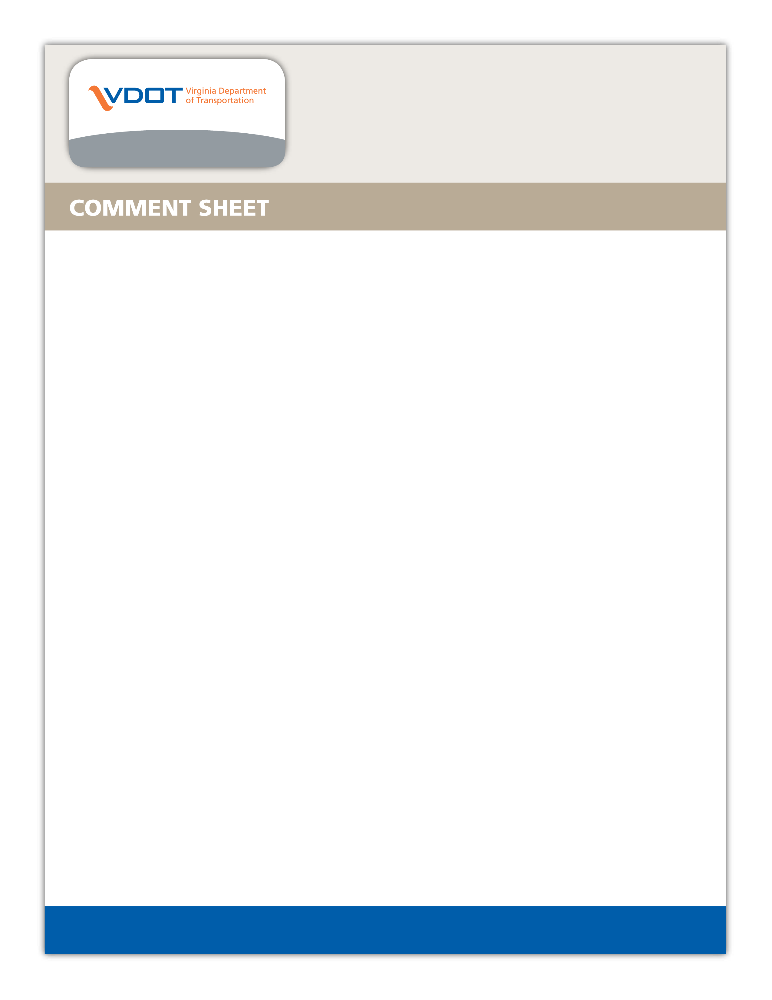 VDOT Virginia Department
of Transportation
COMMENT SHEET